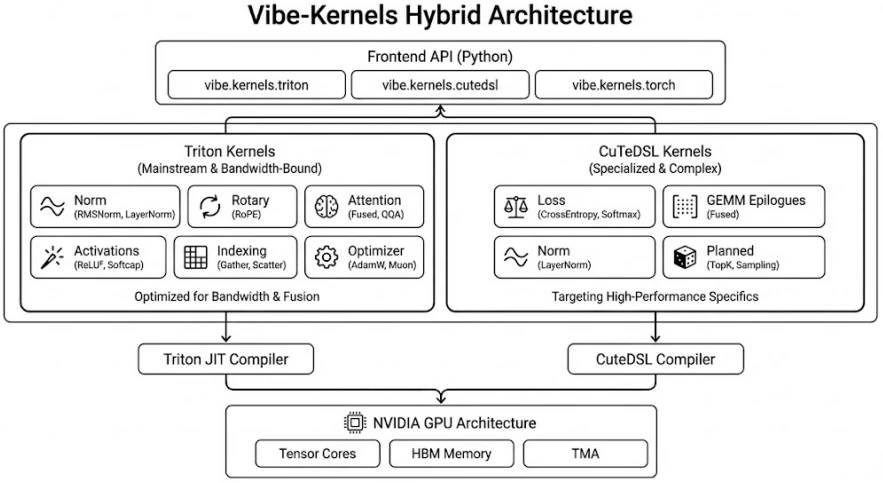 Vibe-Kernels Hybrid Architecture
Frontend API (Python)
vibe.kernels.triton
vibe.kernels.cutedsl
vibe.kernels.torch
Triton Kernels
(Mainstream & Bandwidth-Bound)
Norm
(RMSNorm, LayerNorm)
Rotary
(RoPE)
Attention
(Fused, QQA)
Activations
(ReLU², Softcap)
Indexing
(Gather, Scatter)
Optimizer
(AdamW, Muon)
Optimized for Bandwidth & Fusion
CuTeDSL Kernels
(Specialized & Complex)
Loss
(CrossEntropy, Softmax)
GEMM Epilogues
(Fused)
Norm
(LayerNorm)
Planned
(TopK, Sampling)
Targeting High-Performance Specifics
Triton JIT Compiler
CuteDSL Compiler
NVIDIA GPU Architecture
Tensor Cores
HBM Memory
TMA